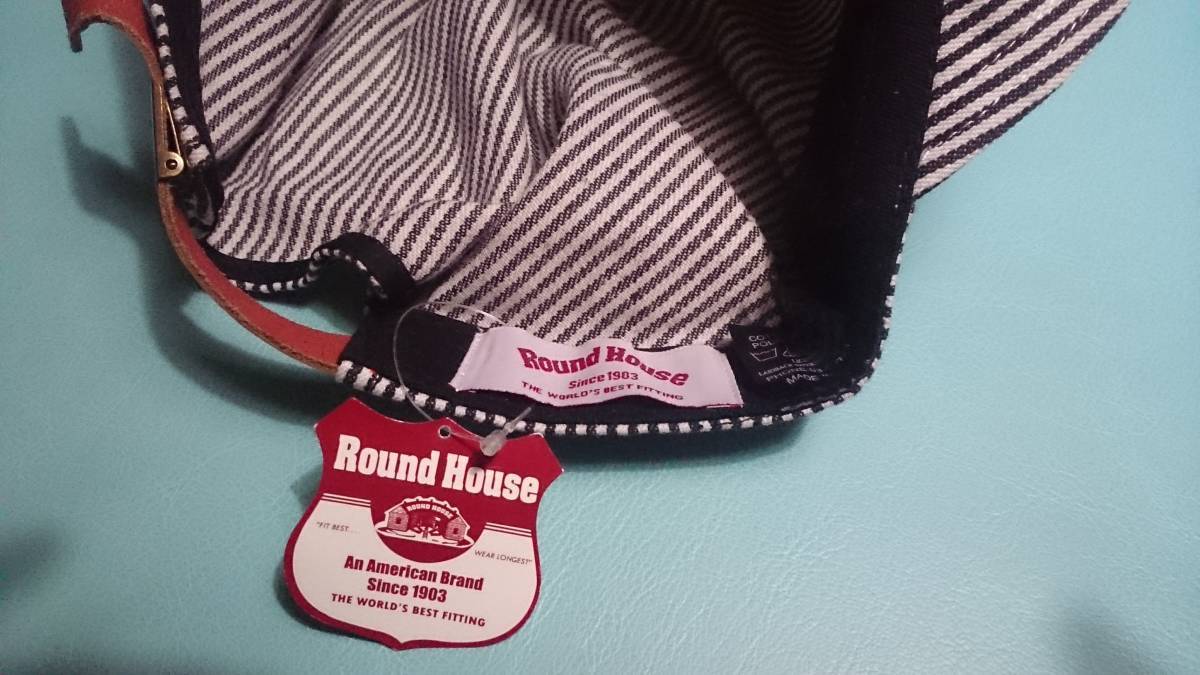 Round House
Since 1903
THE WORLD'S BEST FITTING
MADE
Round House
ROUND HOUSE
"FIT BEST...
WEAR LONGEST"
An American Brand
Since 1903
THE WORLD'S BEST FITTING